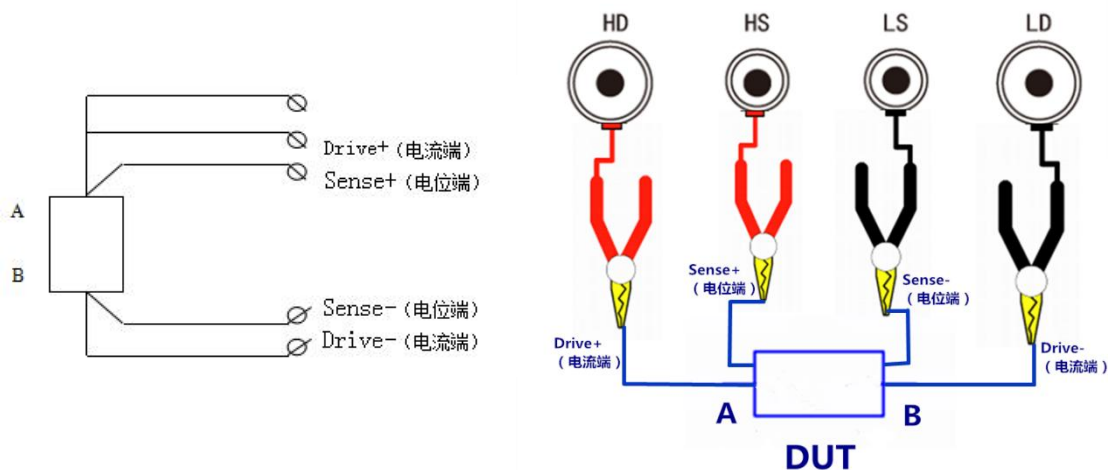 Drive+（电流端）
Sense+（电位端）
A
B
Sense-（电位端）
Drive-（电流端）
HD
HS
LS
LD
Sense+
（电位端）
Sense-
（电位端）
Drive+
（电流端）
Drive-
（电流端）
A
B
DUT